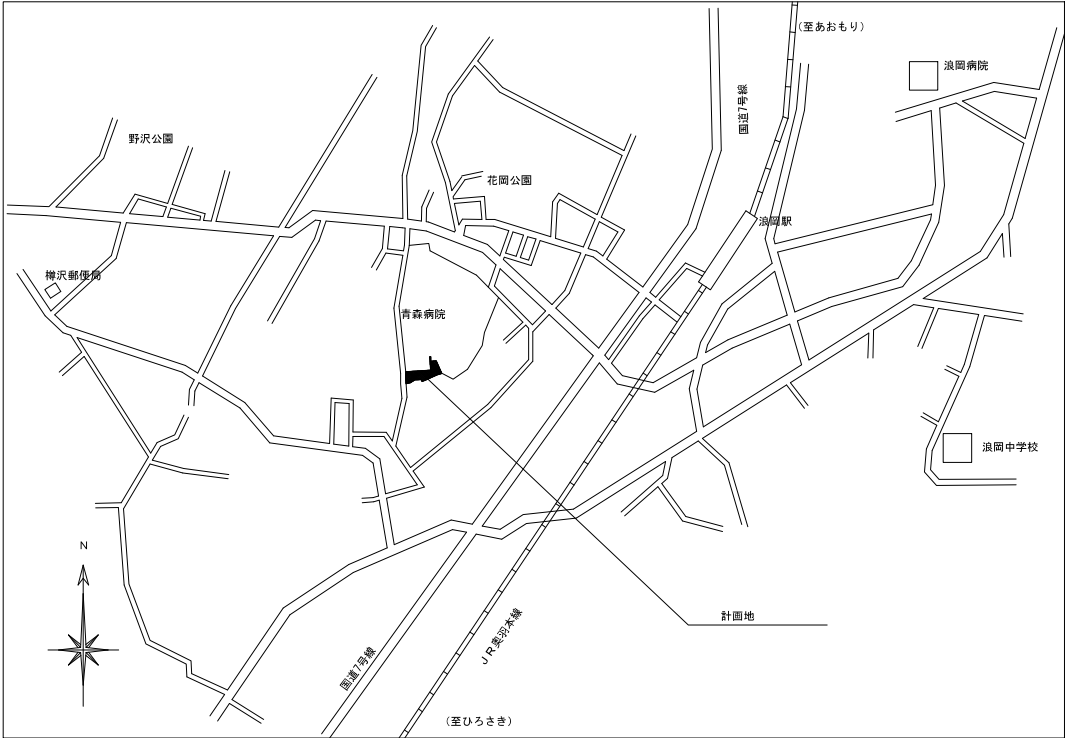 (至あおもり)
浪岡病院
国道7号線
野沢公園
花岡公園
浪岡駅
樽沢郵便局
青森病院
浪岡中学校
N
計画地
JR奥羽本線
国道7号線
(至ひろさき)